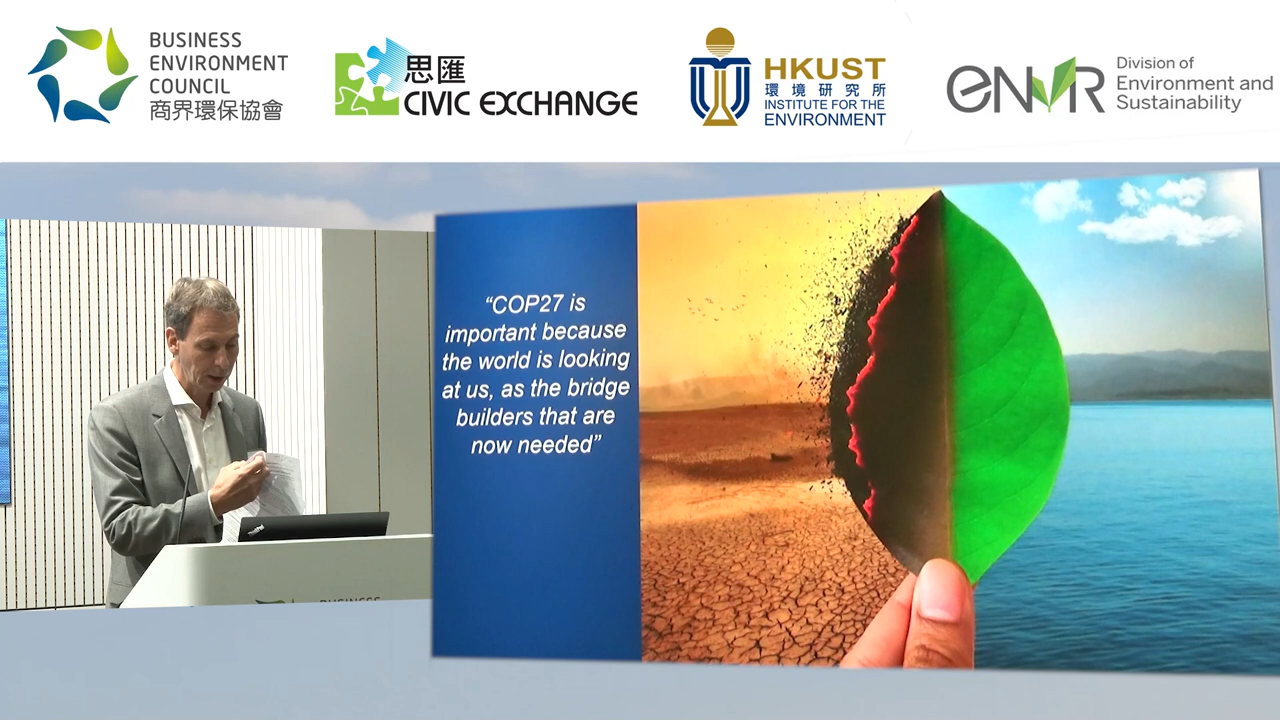 BUSINESS
ENVIRONMENT
COUNCIL
商界環保協會
思匯
CIVIC EXCHANGE
HKUST
環境研究所
INSTITUTE FOR THE
ENVIRONMENT
ENVR
Division of
Environment and
Sustainability
“COP27 is
important because
the world is looking
at us, as the bridge
builders that are
now needed”
ThinkPad
BUSINESS